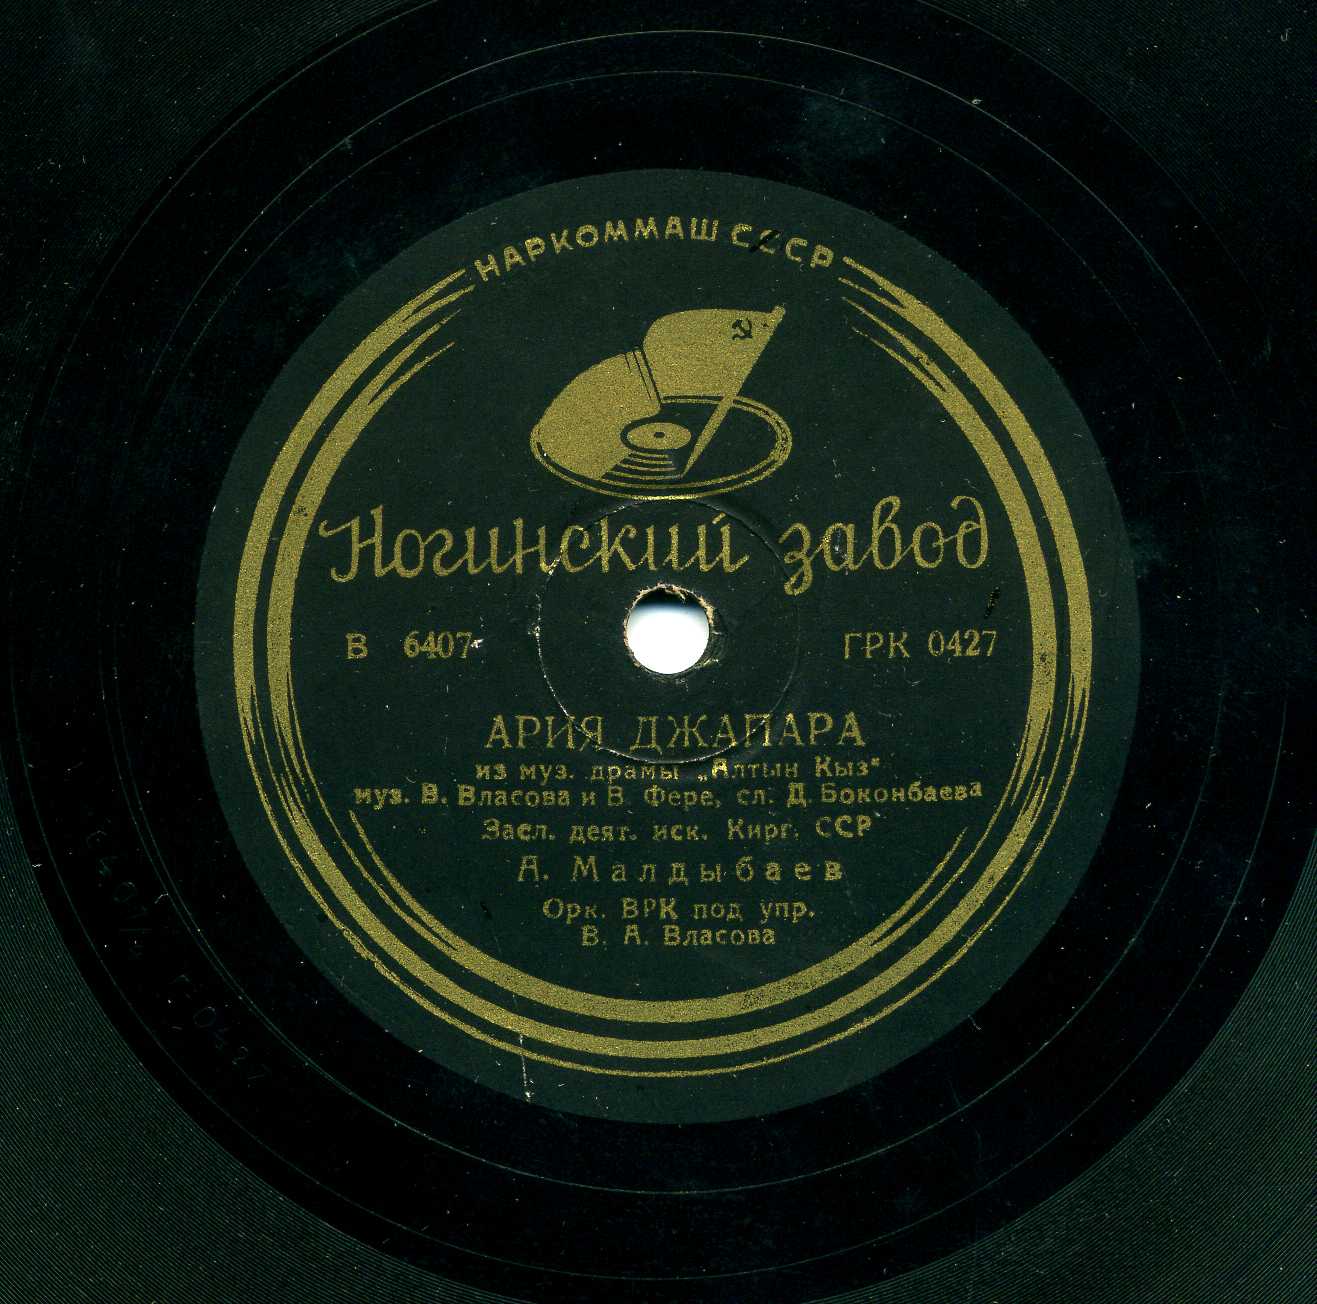 НАРКОММАШ СССР
Ногинский завод
В 6407 ГРК 0427
АРИЯ ДЖАПАРА
из муз. драмы „Алтын Кыз"
муз. В. Власова и В. Фере, сл. Д. Боконбаева
Засл. деят. иск. Кирг. ССР
А. Малдыбаев
Орк. ВРК под упр.
В. А. Власова